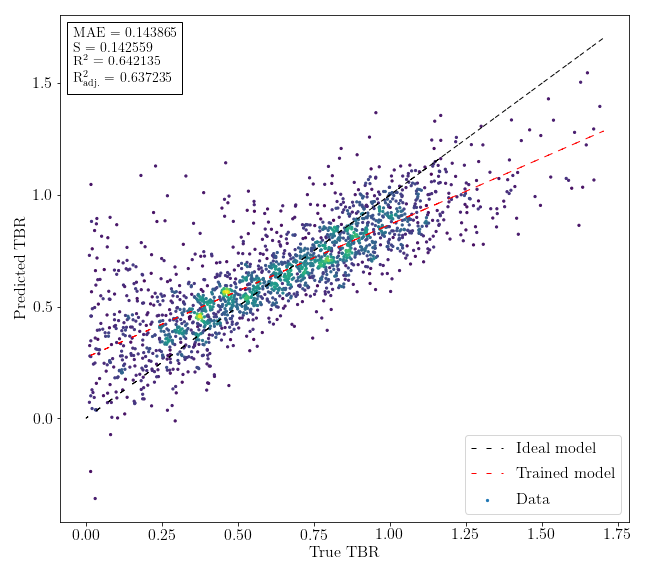 MAE = 0.143865
S = 0.142559
R² = 0.642135
R²adj. = 0.637235
1.5
1.0
0.5
0.0
Predicted TBR
0.00 0.25 0.50 0.75 1.00 1.25 1.50 1.75
True TBR
Ideal model
Trained model
Data